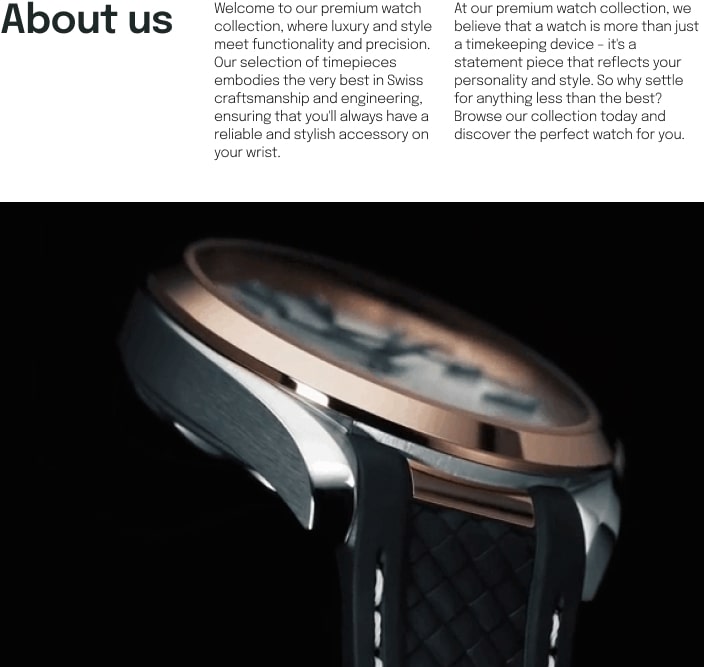 About us
Welcome to our premium watch
collection, where luxury and style
meet functionality and precision.
Our selection of timepieces
embodies the very best in Swiss
craftsmanship and engineering,
ensuring that you'll always have a
reliable and stylish accessory on
your wrist.
At our premium watch collection, we
believe that a watch is more than just
a timekeeping device – it's a
statement piece that reflects your
personality and style. So why settle
for anything less than the best?
Browse our collection today and
discover the perfect watch for you.